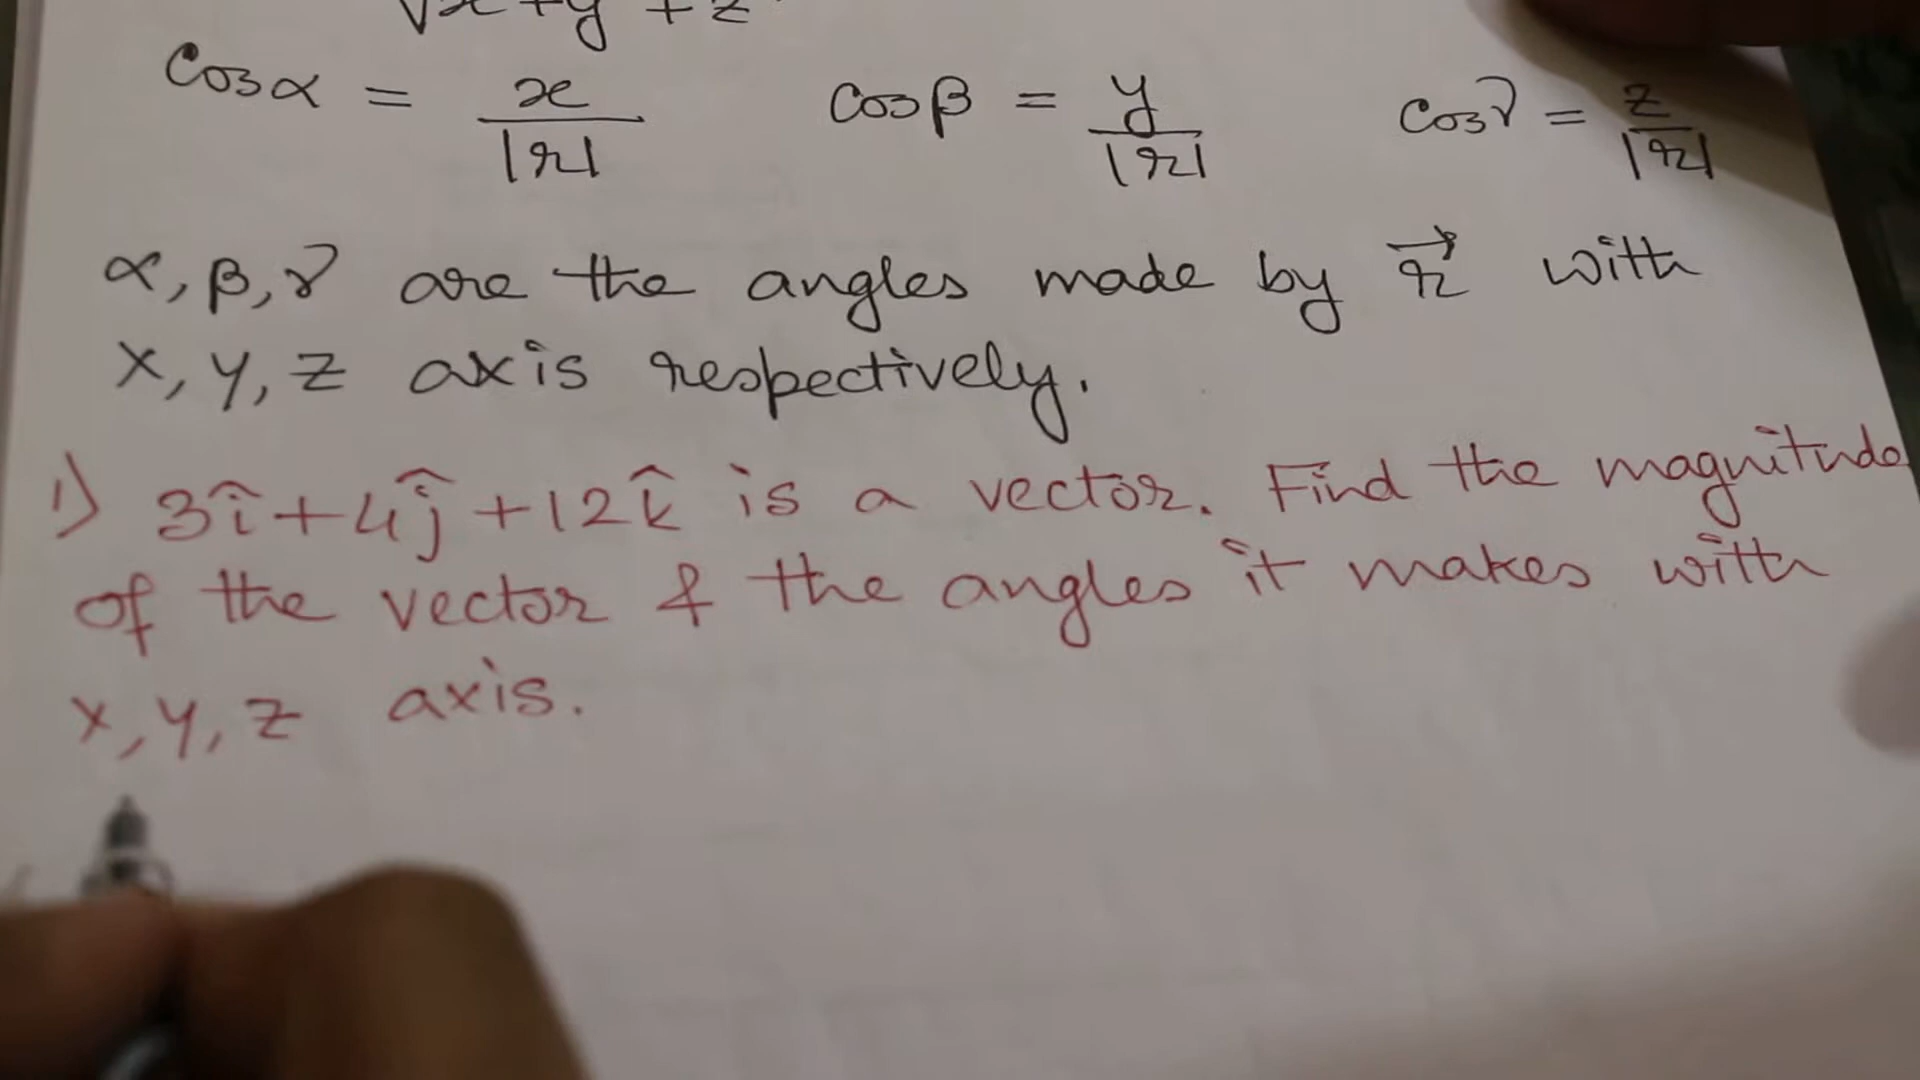 √x +y +z
cosα = x/|r| cosβ = y/|r| cosγ = z/|r|
α, β, γ are the angles made by r⃗ with
x, y, z axis respectively.
1) 3î+4ĵ+12k̂ is a vector. Find the magnitude
of the vector & the angles it makes with
x, y, z axis.